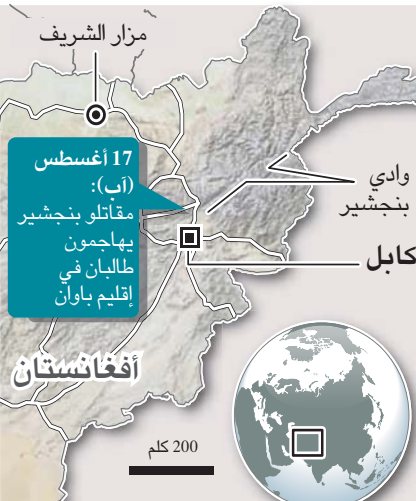 مزار الشريف
17 أغسطس
(آب):
مقاتلو بنجشير
يهاجمون
طالبان في
إقليم باوان
وادي
بنجشير
كابل
أفغانستان
200 كلم